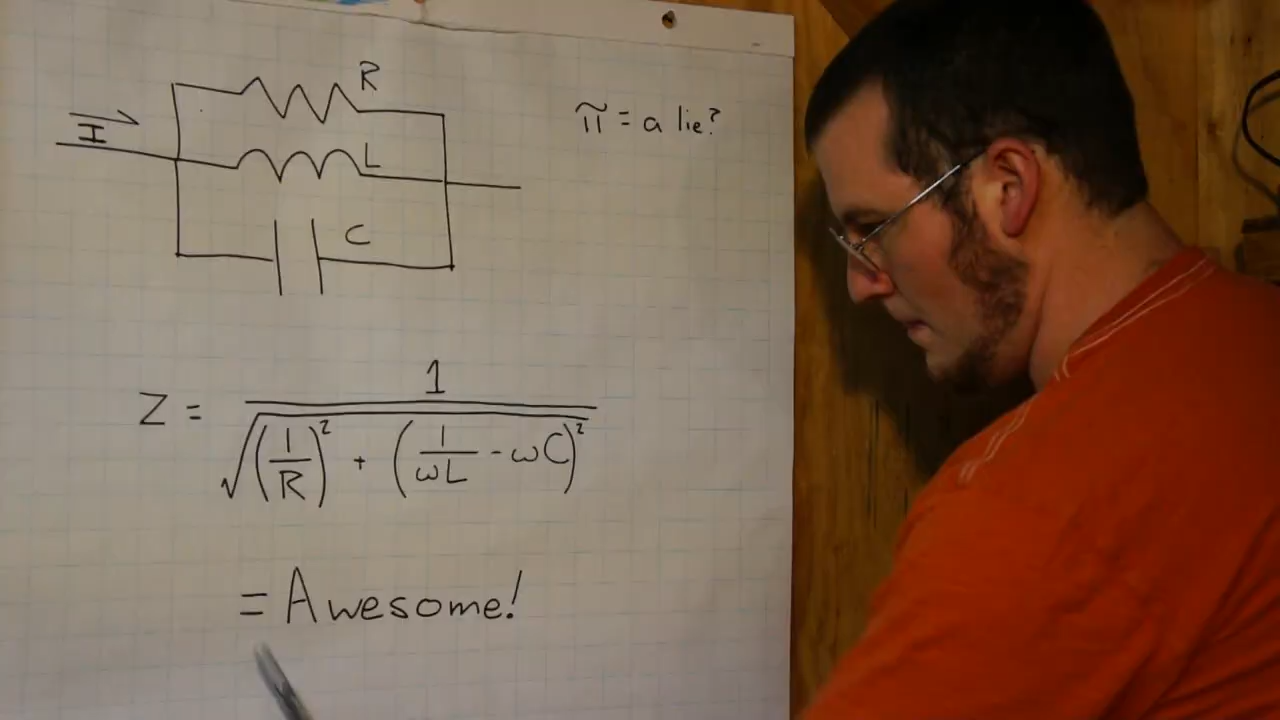 R
π̃ = a lie?
I
L
C
Z = 1 / √((1/R)² + (1/ωL - ωC)²)
= Awesome!